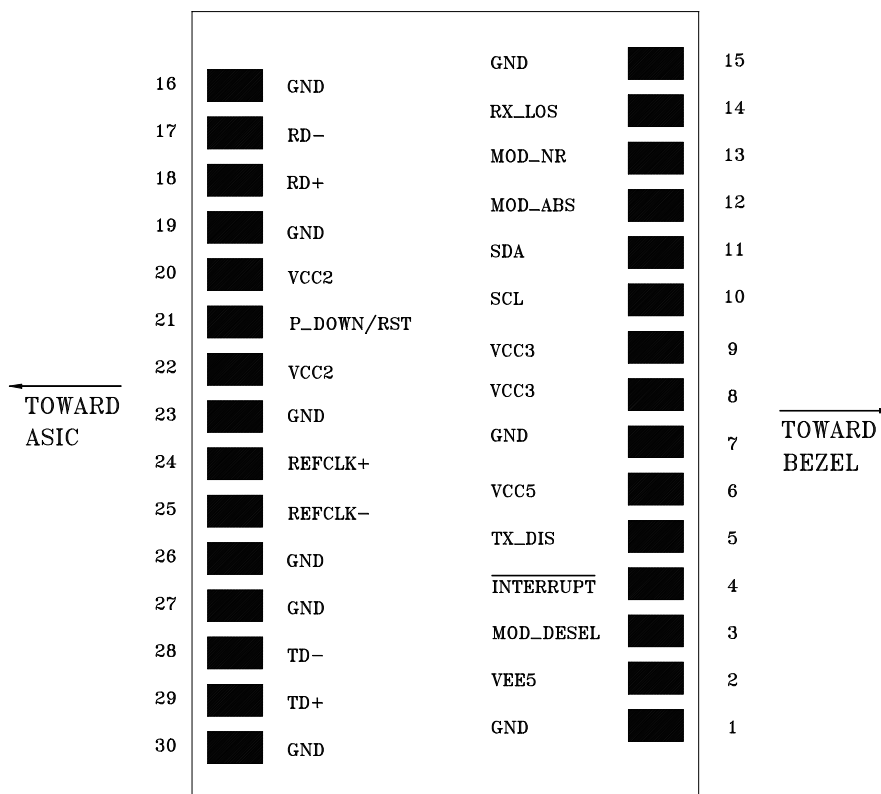 GND 15
16 GND
RX_LOS 14
17 RD-
MOD_NR 13
18 RD+
MOD_ABS 12
19 GND
SDA 11
20 VCC2
SCL 10
21 P_DOWN/RST
VCC3 9
22 VCC2
VCC3 8
TOWARD
ASIC
23 GND
GND 7
TOWARD
BEZEL
24 REFCLK+
VCC5 6
25 REFCLK-
TX_DIS 5
26 GND
INTERRUPT 4
27 GND
MOD_DESEL 3
28 TD-
VEE5 2
29 TD+
GND 1
30 GND